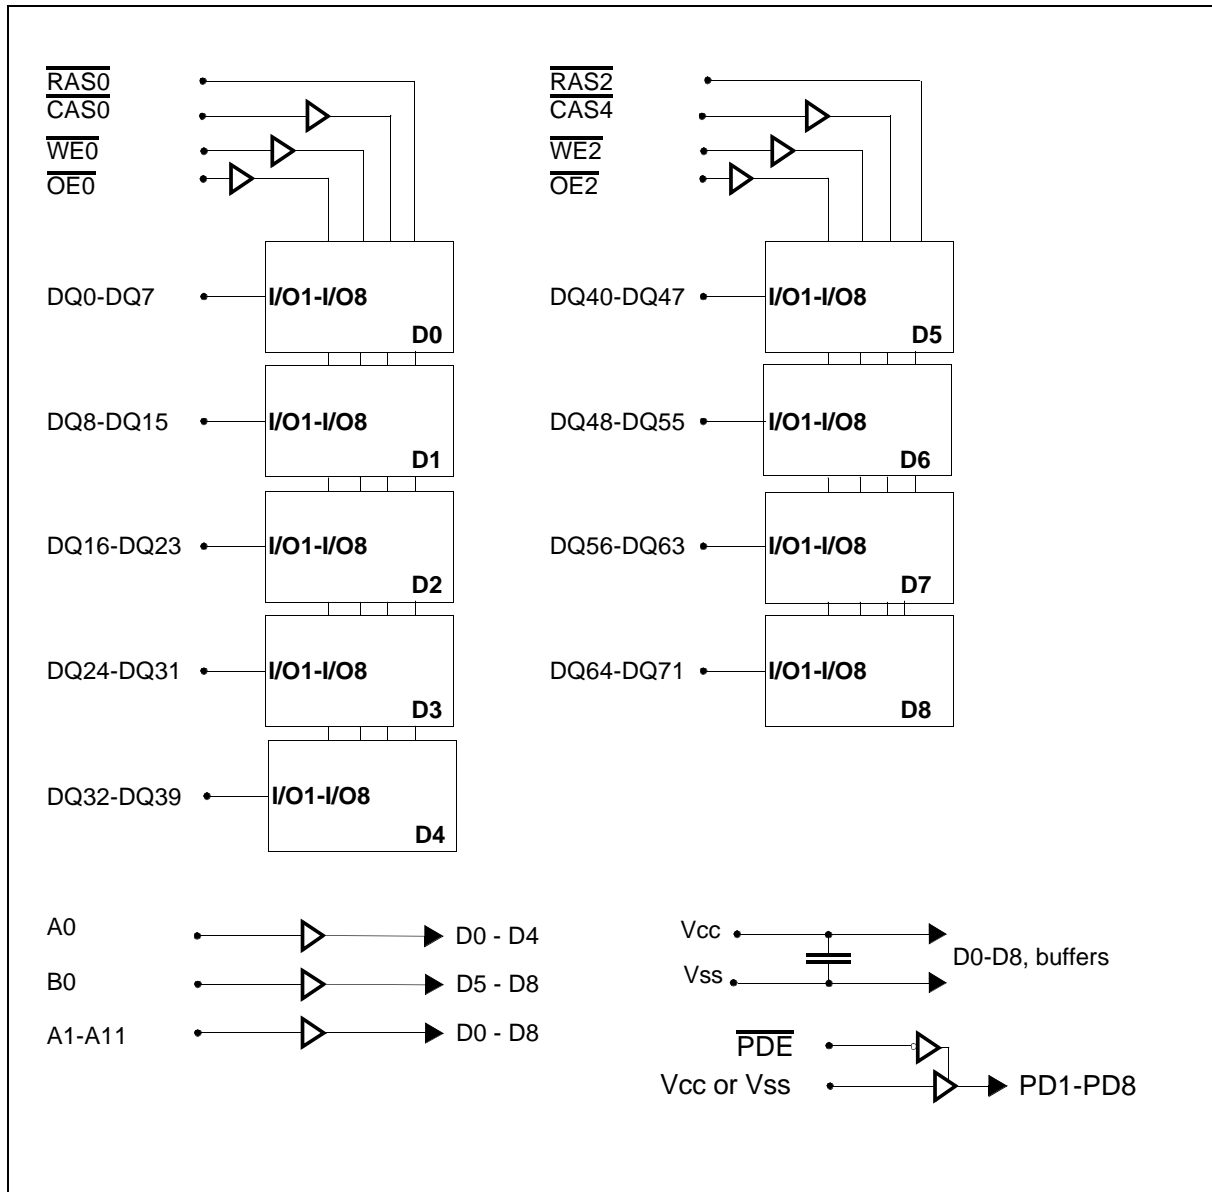 RAS0
CAS0
WE0
OE0
DQ0-DQ7
I/O1-I/O8
D0
DQ8-DQ15
I/O1-I/O8
D1
DQ16-DQ23
I/O1-I/O8
D2
DQ24-DQ31
I/O1-I/O8
D3
DQ32-DQ39
I/O1-I/O8
D4
RAS2
CAS4
WE2
OE2
DQ40-DQ47
I/O1-I/O8
D5
DQ48-DQ55
I/O1-I/O8
D6
DQ56-DQ63
I/O1-I/O8
D7
DQ64-DQ71
I/O1-I/O8
D8
A0
D0 - D4
B0
D5 - D8
A1-A11
D0 - D8
Vcc
Vss
D0-D8, buffers
PDE
Vcc or Vss
PD1-PD8